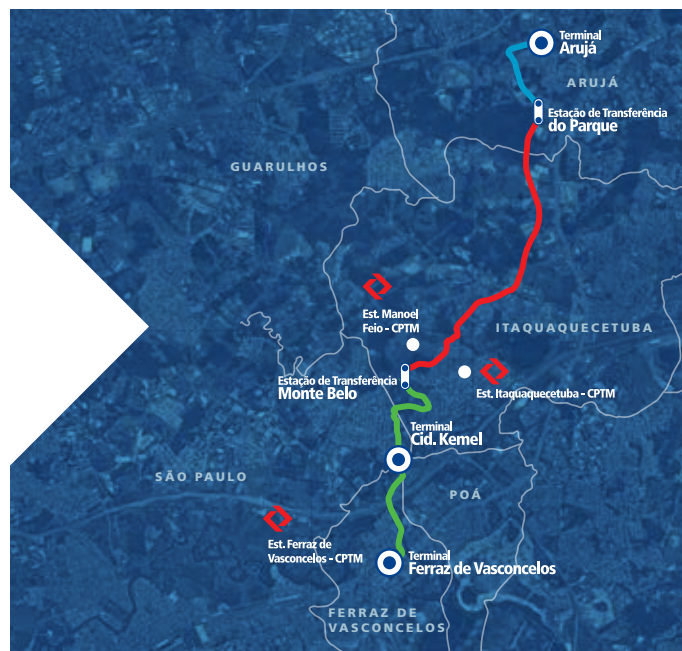 Terminal
Arujá
ARUJÁ
Estação de Transferência
do Parque
GUARULHOS
Est. Manoel
Feio - CPTM
ITAQUAQUECETUBA
Estação de Transferência
Monte Belo
Est. Itaquaquecetuba - CPTM
Terminal
Cid. Kemel
SÃO PAULO
POÁ
Est. Ferraz de
Vasconcelos - CPTM
Terminal
Ferraz de Vasconcelos
FERRAZ DE
VASCONCELOS